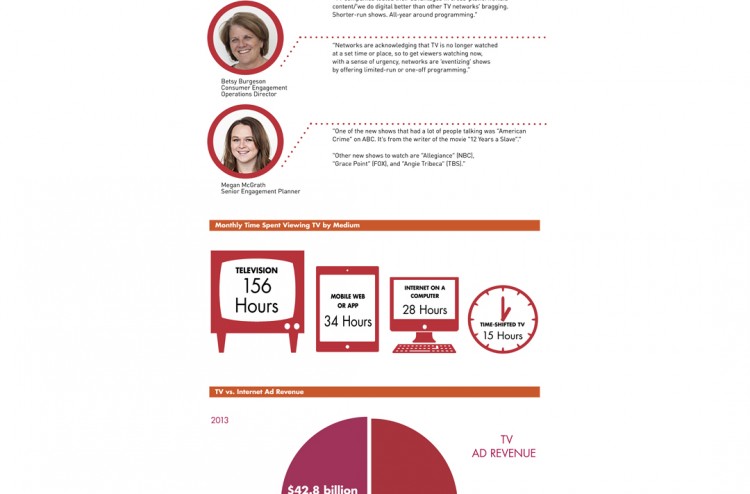 content/'we do digital better than other TV networks' bragging,
Shorter-run shows. All-year around programming."
"Networks are acknowledging that TV is no longer watched
at a set time or place, so to get viewers watching now,
with a sense of urgency, networks are 'eventizing' shows
by offering limited-run or one-off programming."
Betsy Burgeson
Consumer Engagement
Operations Director
"One of the new shows that had a lot of people talking was "American
Crime" on ABC. It's from the writer of the movie "12 Years a Slave"."
"Other new shows to watch are "Allegiance" (NBC),
"Grace Point" (FOX), and "Angie Tribeca" (TBS)."
Megan McGrath
Senior Engagement Planner
Monthly Time Spent Viewing TV by Medium
TELEVISION
156
Hours
MOBILE WEB
OR APP
34 Hours
INTERNET ON A
COMPUTER
28 Hours
TIME-SHIFTED TV
15 Hours
TV vs. Internet Ad Revenue
2013
TV
AD REVENUE
$42.8 billion